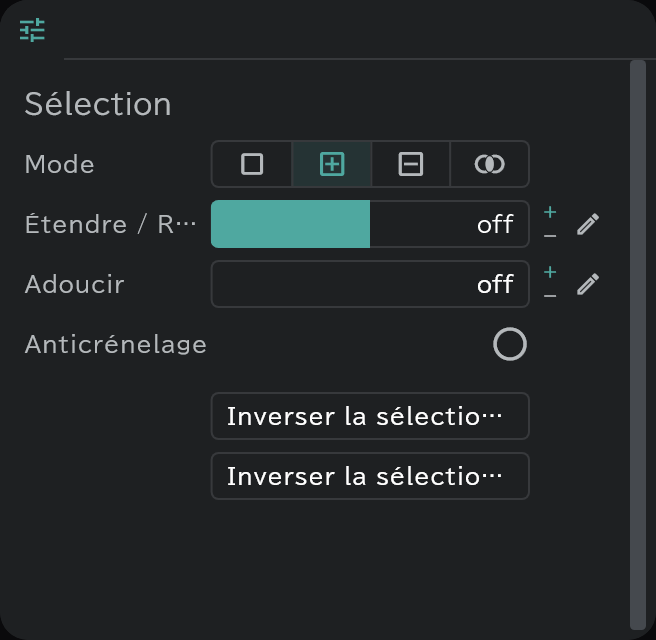 Sélection
Mode
Étendre / R… off
Adoucir off
Anticrénelage
Inverser la sélectio…
Inverser la sélectio…